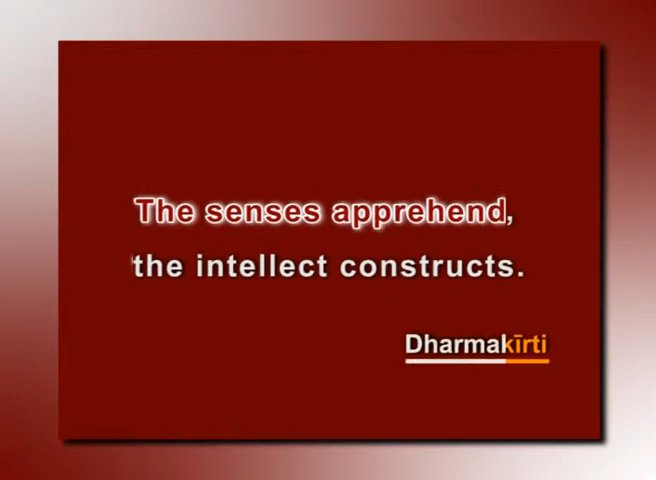 The senses apprehend,
the intellect constructs.
Dharmakīrti